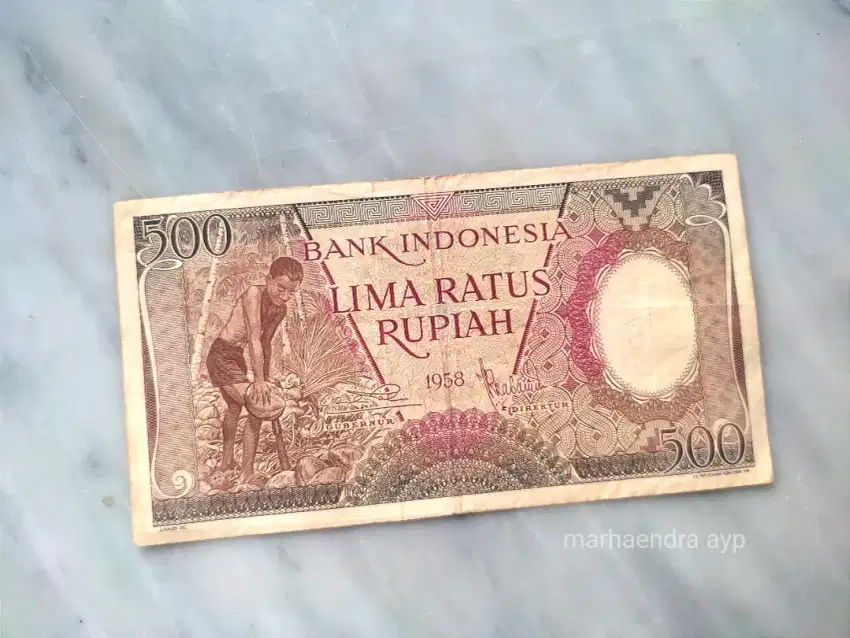 500
BANK INDONESIA
LIMA RATUS
RUPIAH
1958
GUBERNUR
DIREKTUR
500
marhaendra ayp